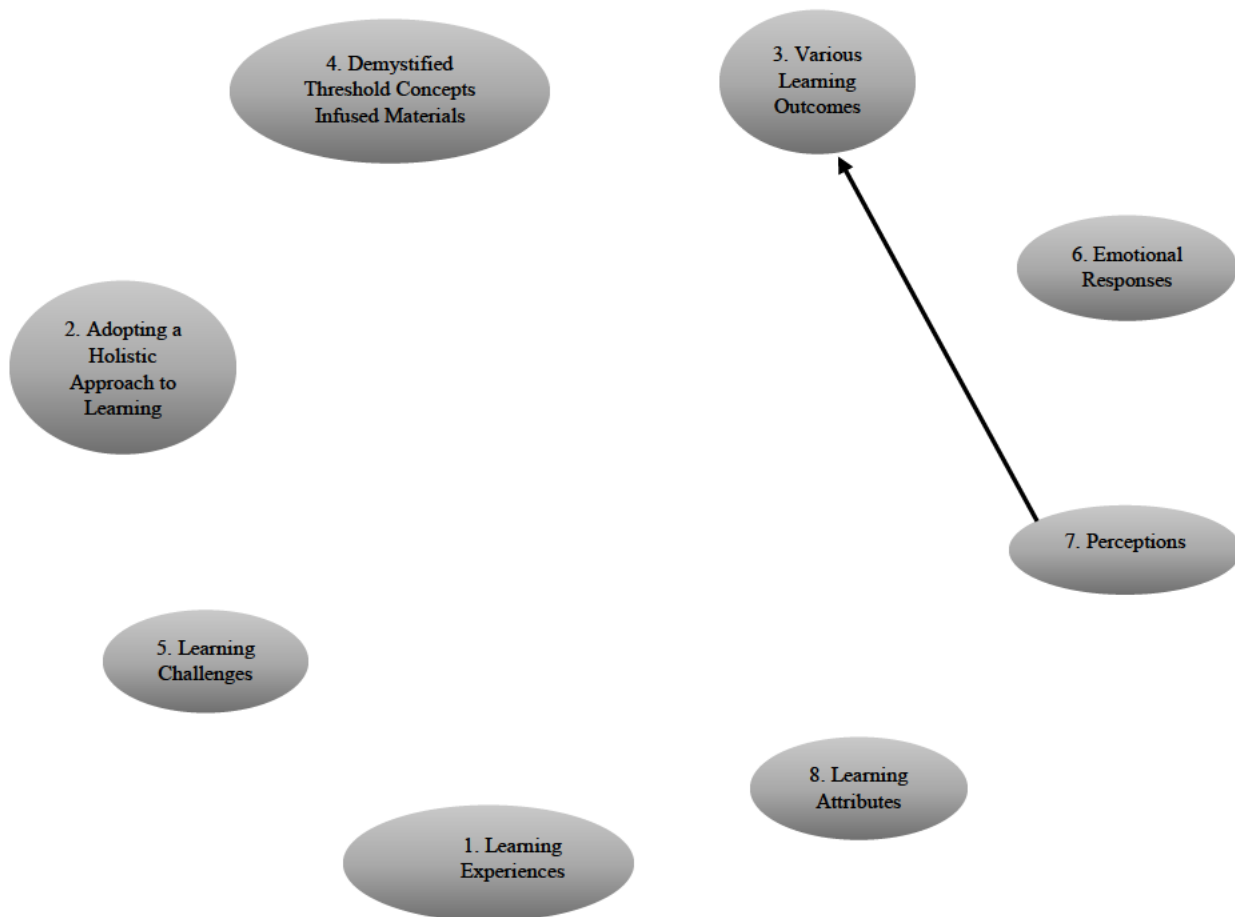 4. Demystified
Threshold Concepts
Infused Materials
3. Various
Learning
Outcomes
6. Emotional
Responses
2. Adopting a
Holistic
Approach to
Learning
7. Perceptions
5. Learning
Challenges
8. Learning
Attributes
1. Learning
Experiences